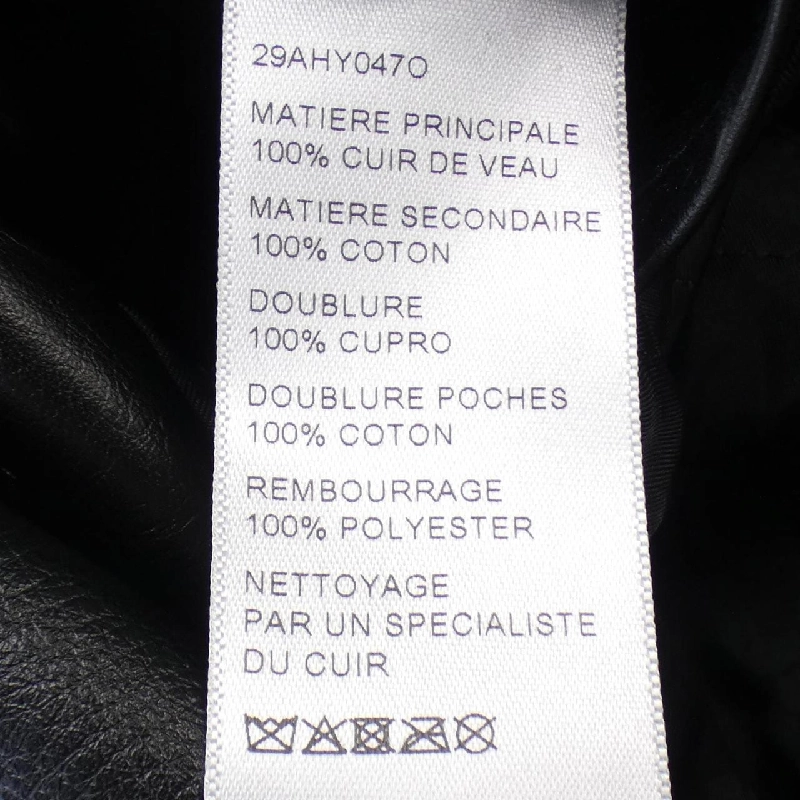 29AHY047O
MATIERE PRINCIPALE
100% CUIR DE VEAU
MATIERE SECONDAIRE
100% COTON
DOUBLURE
100% CUPRO
DOUBLURE POCHES
100% COTON
REMBOURRAGE
100% POLYESTER
NETTOYAGE
PAR UN SPECIALISTE
DU CUIR